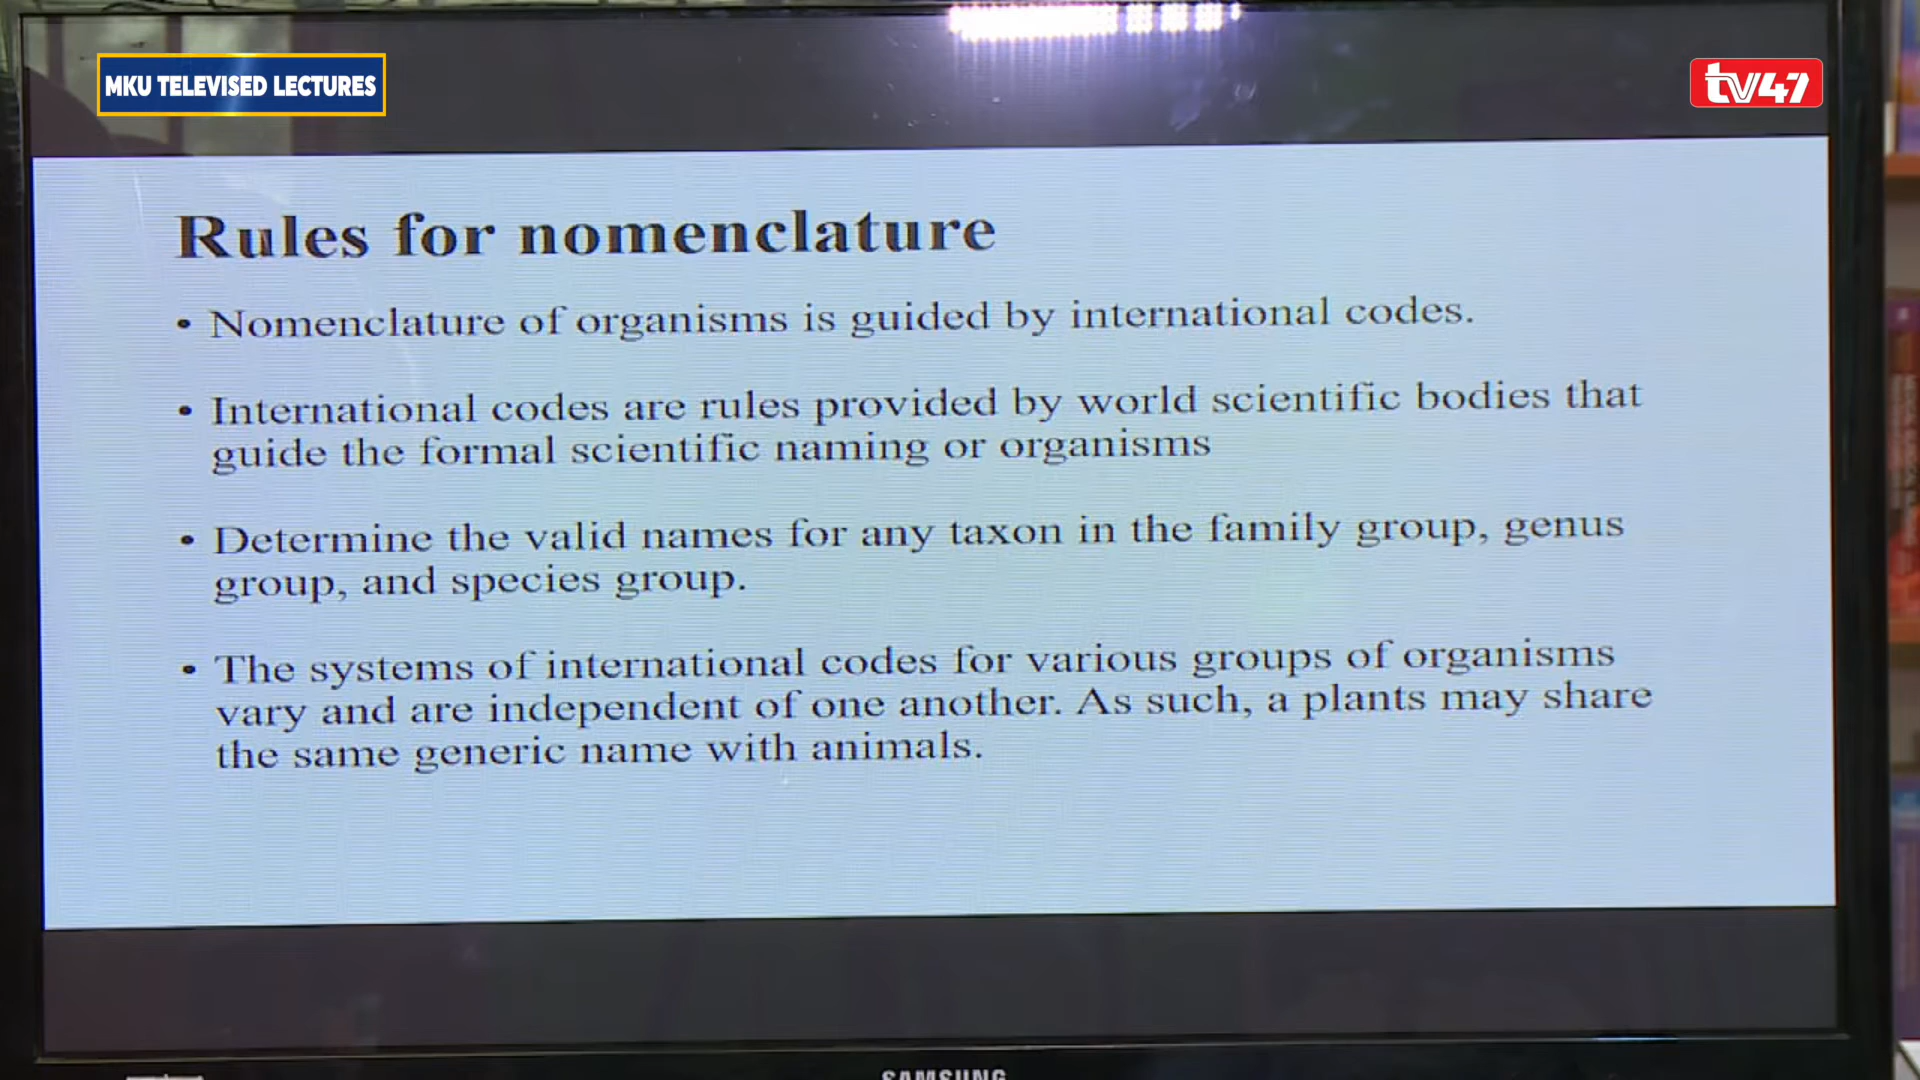 MKU TELEVISED LECTURES
tv47
Rules for nomenclature
• Nomenclature of organisms is guided by international codes.
• International codes are rules provided by world scientific bodies that
guide the formal scientific naming or organisms
• Determine the valid names for any taxon in the family group, genus
group, and species group.
• The systems of international codes for various groups of organisms
vary and are independent of one another. As such, a plants may share
the same generic name with animals.
SAMSUNG